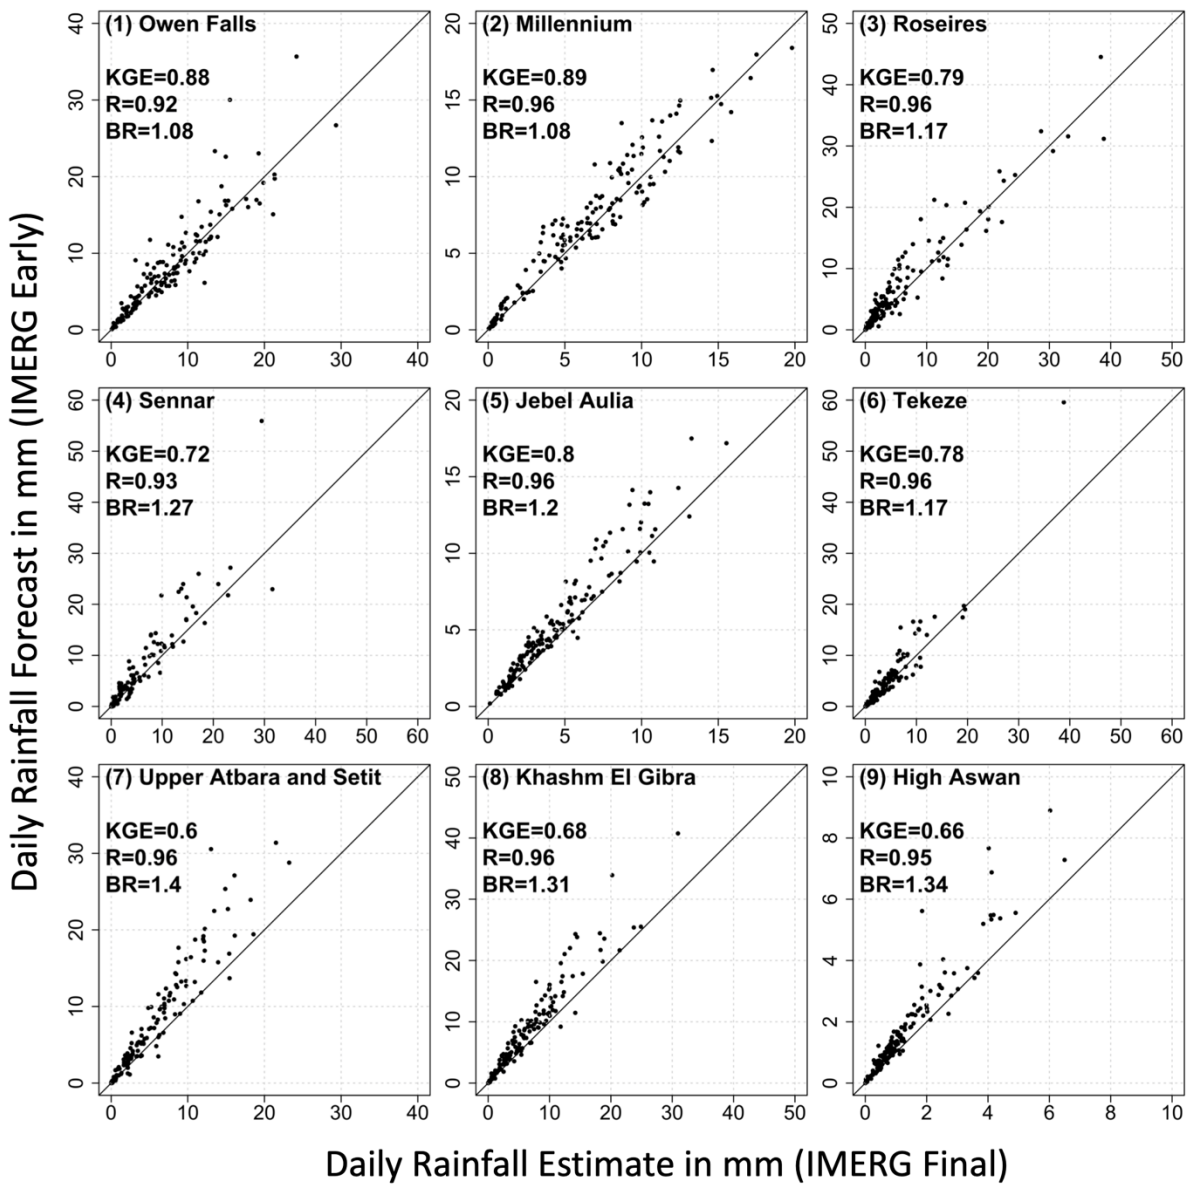 Daily Rainfall Forecast in mm (IMERG Early)
(1) Owen Falls
KGE=0.88
R=0.92
BR=1.08
0 10 20 30 40
0 10 20 30 40
(2) Millennium
KGE=0.89
R=0.96
BR=1.08
0 5 10 15 20
0 5 10 15 20
(3) Roseires
KGE=0.79
R=0.96
BR=1.17
0 10 20 30 40 50
0 10 20 30 40 50
(4) Sennar
KGE=0.72
R=0.93
BR=1.27
0 10 20 30 40 50 60
0 10 20 30 40 50 60
(5) Jebel Aulia
KGE=0.8
R=0.96
BR=1.2
0 5 10 15 20
0 5 10 15 20
(6) Tekeze
KGE=0.78
R=0.96
BR=1.17
0 10 20 30 40 50 60
0 10 20 30 40 50 60
(7) Upper Atbara and Setit
KGE=0.6
R=0.96
BR=1.4
0 10 20 30 40
0 10 20 30 40
(8) Khashm El Gibra
KGE=0.68
R=0.96
BR=1.31
0 10 20 30 40 50
0 10 20 30 40 50
(9) High Aswan
KGE=0.66
R=0.95
BR=1.34
0 2 4 6 8 10
0 2 4 6 8 10
Daily Rainfall Estimate in mm (IMERG Final)